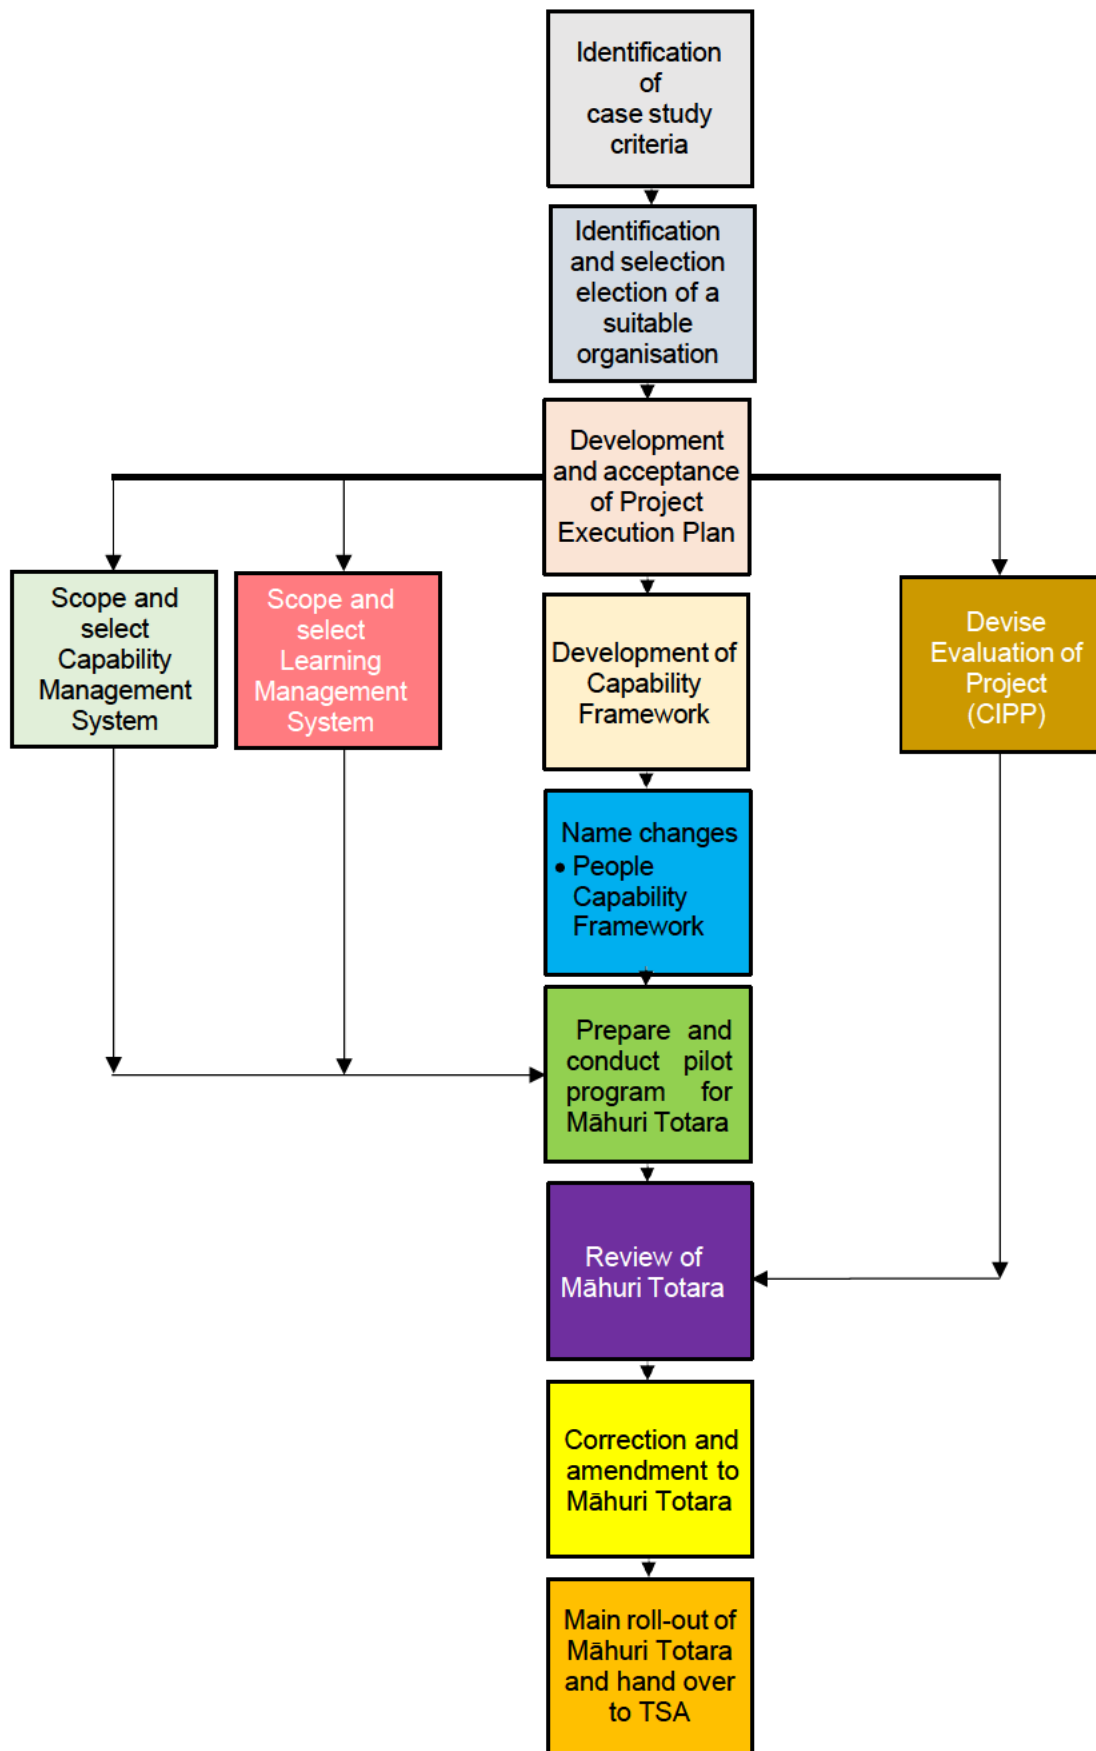 Identification
of
case study
criteria
Identification
and selection
election of a
suitable
organisation
Development
and acceptance
of Project
Execution Plan
Scope and
select
Capability
Management
System
Scope and
select
Learning
Management
System
Development of
Capability
Framework
Devise
Evaluation of
Project
(CIPP)
Name changes
• People
Capability
Framework
Prepare and
conduct pilot
program for
Māhuri Totara
Review of
Māhuri Totara
Correction and
amendment to
Māhuri Totara
Main roll-out of
Māhuri Totara
and hand over
to TSA